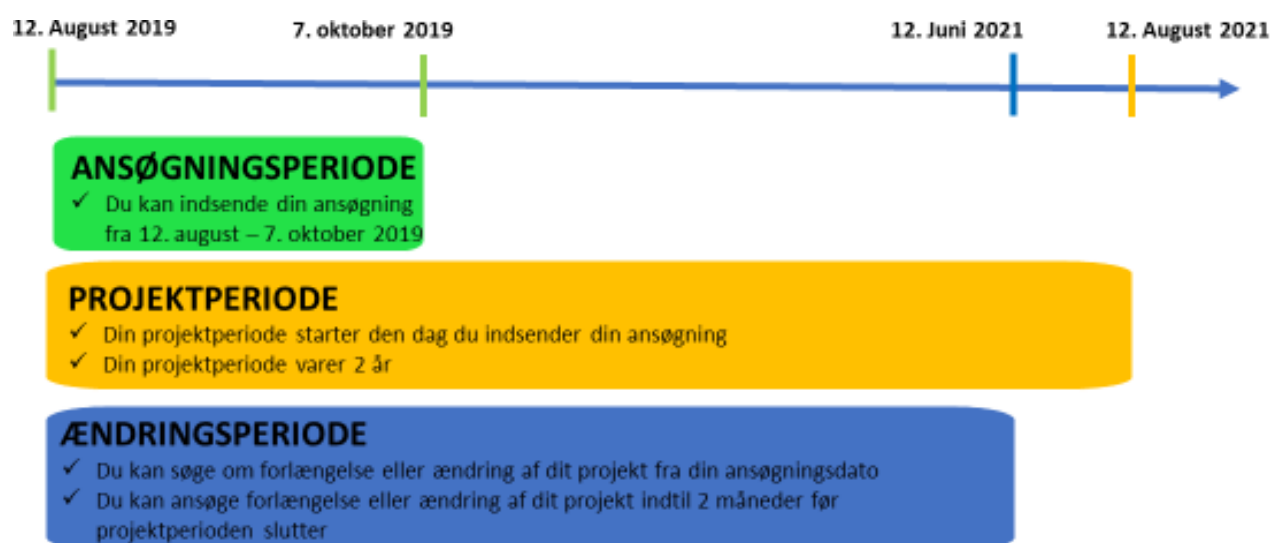 12. August 2019 7. oktober 2019 12. Juni 2021 12. August 2021
ANSØGNINGSPERIODE
✓ Du kan indsende din ansøgning
fra 12. august – 7. oktober 2019
PROJEKTPERIODE
✓ Din projektperiode starter den dag du indsender din ansøgning
✓ Din projektperiode varer 2 år
ÆNDRINGSPERIODE
✓ Du kan søge om forlængelse eller ændring af dit projekt fra din ansøgningsdato
✓ Du kan ansøge forlængelse eller ændring af dit projekt indtil 2 måneder før
projektperioden slutter